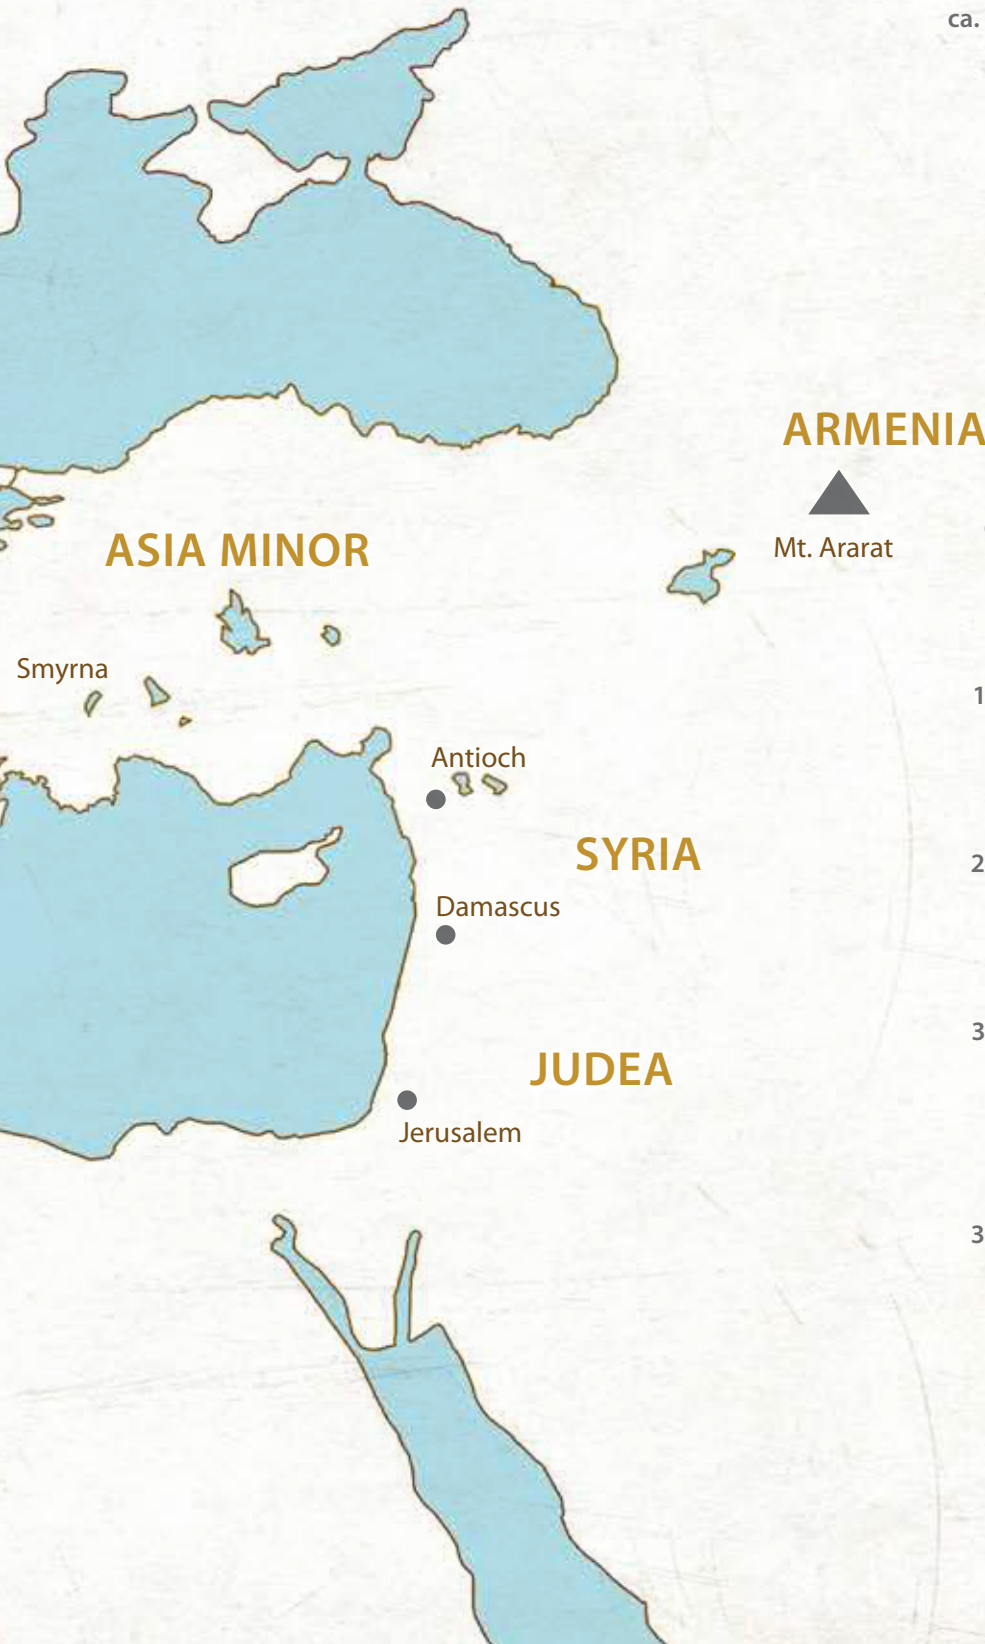 ca.
ARMENIA
Mt. Ararat
ASIA MINOR
Smyrna
1
Antioch
SYRIA
2
Damascus
3
JUDEA
Jerusalem
3